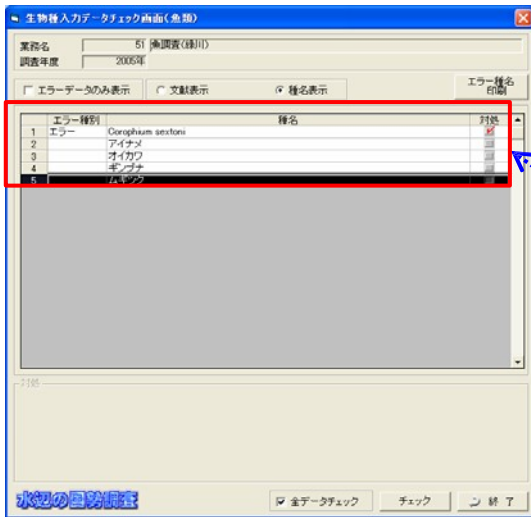 生物種入力データチェック画面(魚類)
業務名 51 魚調査(緑川)
調査年度 2005年
エラーデータのみ表示 文献表示 種名表示 エラー種名印刷
エラー種別 種名 対処
1 エラー Corophium sextoni
2 アイナメ
3 オイカワ
4 ギンブナ
5 ムギツク
対処
水辺の国勢調査
全データチェック チェック 終了